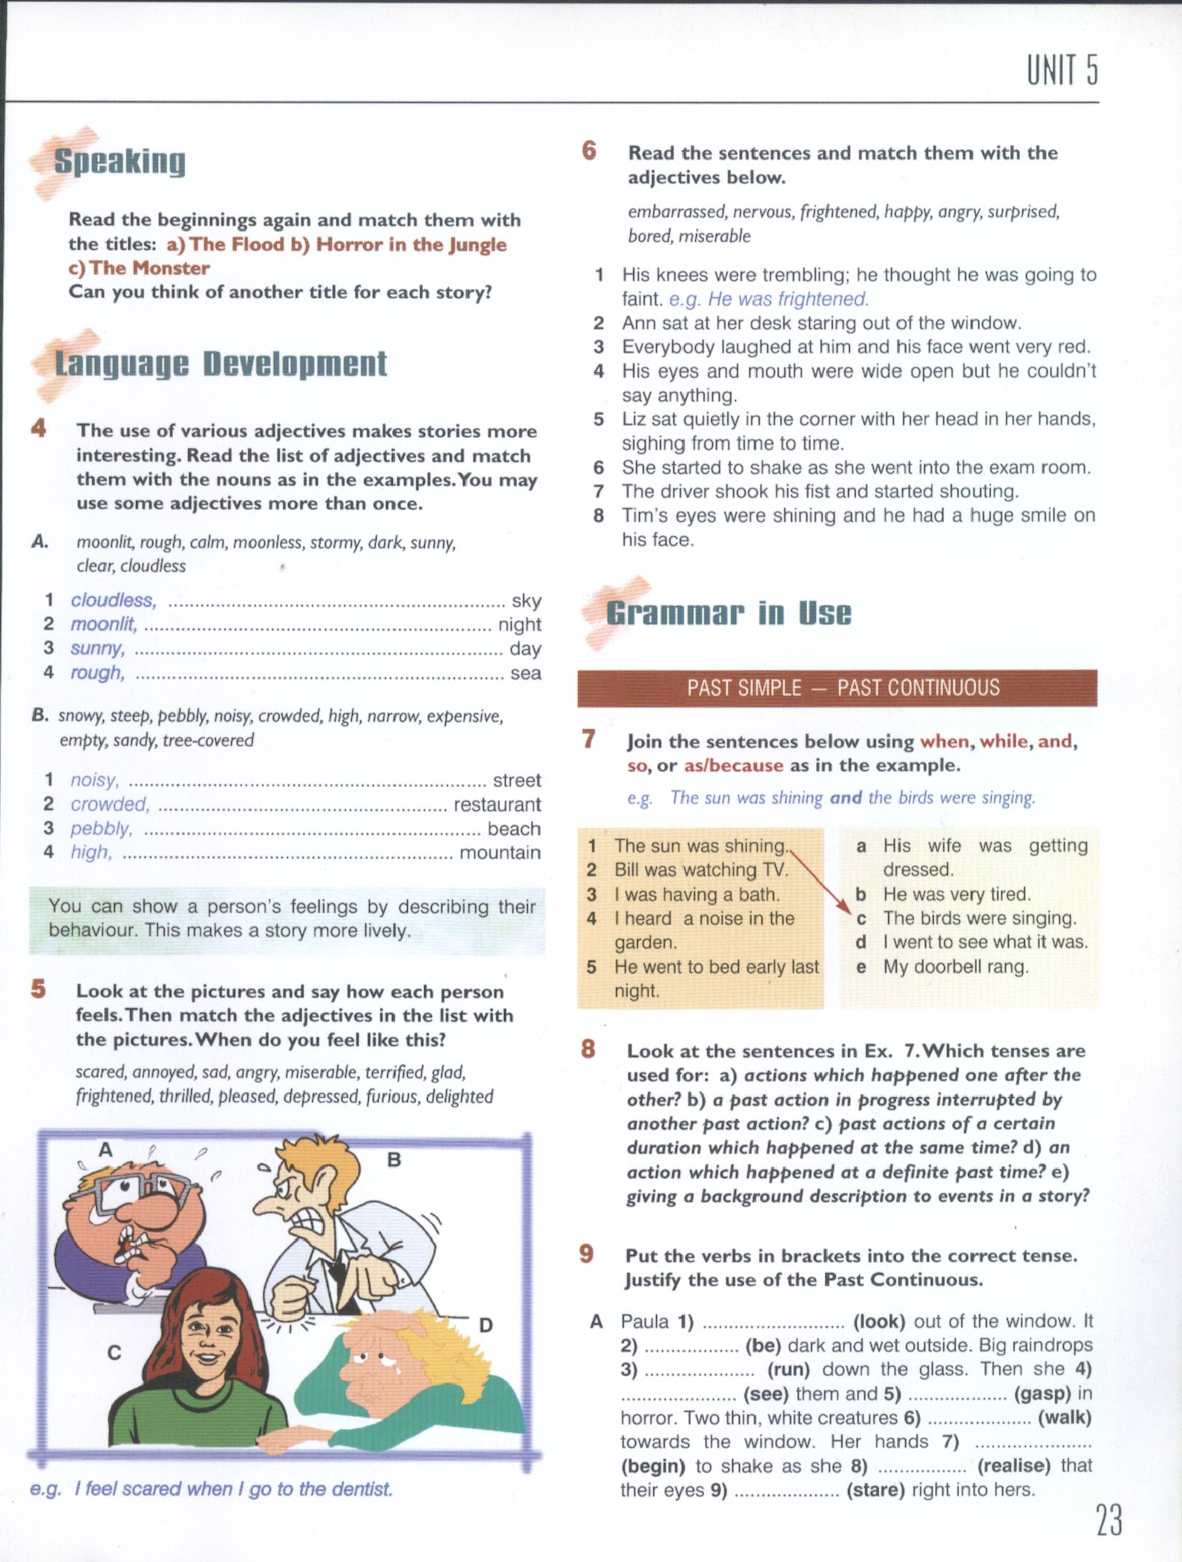 UNIT 5
Speaking
Read the beginnings again and match them with
the titles: a) The Flood b) Horror in the Jungle
c) The Monster
Can you think of another title for each story?
Language Development
4 The use of various adjectives makes stories more
interesting. Read the list of adjectives and match
them with the nouns as in the examples. You may
use some adjectives more than once.
A. moonlit, rough, calm, moonless, stormy, dark, sunny,
clear, cloudless
1 cloudless, ................................................................ sky
2 moonlit, .................................................................. night
3 sunny, ...................................................................... day
4 rough, ...................................................................... sea
B. snowy, steep, pebbly, noisy, crowded, high, narrow, expensive,
empty, sandy, tree-covered
1 noisy, .................................................................... street
2 crowded, ....................................................... restaurant
3 pebbly, ................................................................ beach
4 high, ............................................................... mountain
You can show a person's feelings by describing their
behaviour. This makes a story more lively.
5 Look at the pictures and say how each person
feels. Then match the adjectives in the list with
the pictures. When do you feel like this?
scared, annoyed, sad, angry, miserable, terrified, glad,
frightened, thrilled, pleased, depressed, furious, delighted
A
B
C
D
e.g. I feel scared when I go to the dentist.
6 Read the sentences and match them with the
adjectives below.
embarrassed, nervous, frightened, happy, angry, surprised,
bored, miserable
1 His knees were trembling; he thought he was going to
faint. e.g. He was frightened.
2 Ann sat at her desk staring out of the window.
3 Everybody laughed at him and his face went very red.
4 His eyes and mouth were wide open but he couldn't
say anything.
5 Liz sat quietly in the corner with her head in her hands,
sighing from time to time.
6 She started to shake as she went into the exam room.
7 The driver shook his fist and started shouting.
8 Tim's eyes were shining and he had a huge smile on
his face.
Grammar in Use
PAST SIMPLE – PAST CONTINUOUS
7 Join the sentences below using when, while, and,
so, or as/because as in the example.
e.g. The sun was shining and the birds were singing.
1 The sun was shining.
2 Bill was watching TV.
3 I was having a bath.
4 I heard a noise in the
garden.
5 He went to bed early last
night.
a His wife was getting
dressed.
b He was very tired.
c The birds were singing.
d I went to see what it was.
e My doorbell rang.
8 Look at the sentences in Ex. 7. Which tenses are
used for: a) actions which happened one after the
other? b) a past action in progress interrupted by
another past action? c) past actions of a certain
duration which happened at the same time? d) an
action which happened at a definite past time? e)
giving a background description to events in a story?
9 Put the verbs in brackets into the correct tense.
Justify the use of the Past Continuous.
A Paula 1) ........................... (look) out of the window. It
2) .................. (be) dark and wet outside. Big raindrops
3) ..................... (run) down the glass. Then she 4)
...................... (see) them and 5) ................... (gasp) in
horror. Two thin, white creatures 6) .................... (walk)
towards the window. Her hands 7) ......................
(begin) to shake as she 8) ................. (realise) that
their eyes 9) .................... (stare) right into hers.
23